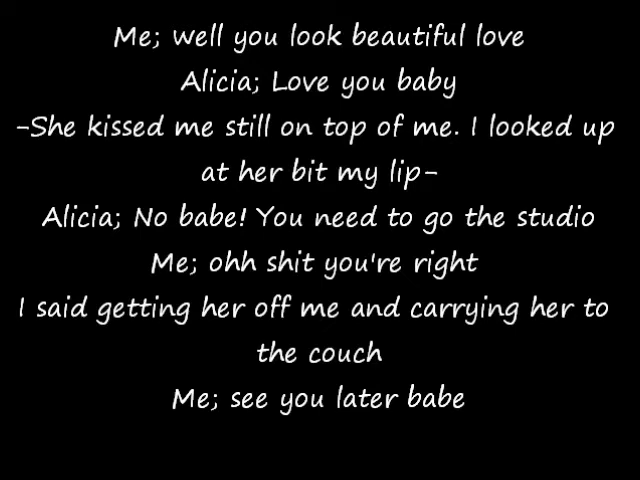 Me; well you look beautiful love
Alicia; Love you baby
-She kissed me still on top of me. I looked up
at her bit my lip-
Alicia; No babe! You need to go the studio
Me; ohh shit you're right
I said getting her off me and carrying her to
the couch
Me; see you later babe